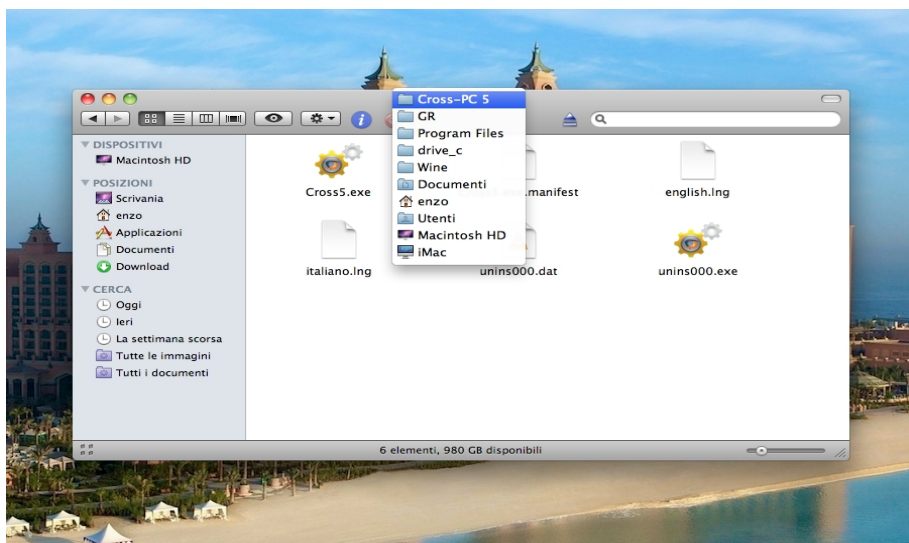 Cross-PC 5
GR
Program Files
drive_c
Wine
Documenti
enzo
Utenti
Macintosh HD
iMac
DISPOSITIVI
Macintosh HD
POSIZIONI
Scrivania
enzo
Applicazioni
Documenti
Download
CERCA
Oggi
Ieri
La settimana scorsa
Tutte le immagini
Tutti i documenti
Cross5.exe
.manifest
english.lng
italiano.lng
unins000.dat
unins000.exe
6 elementi, 980 GB disponibili